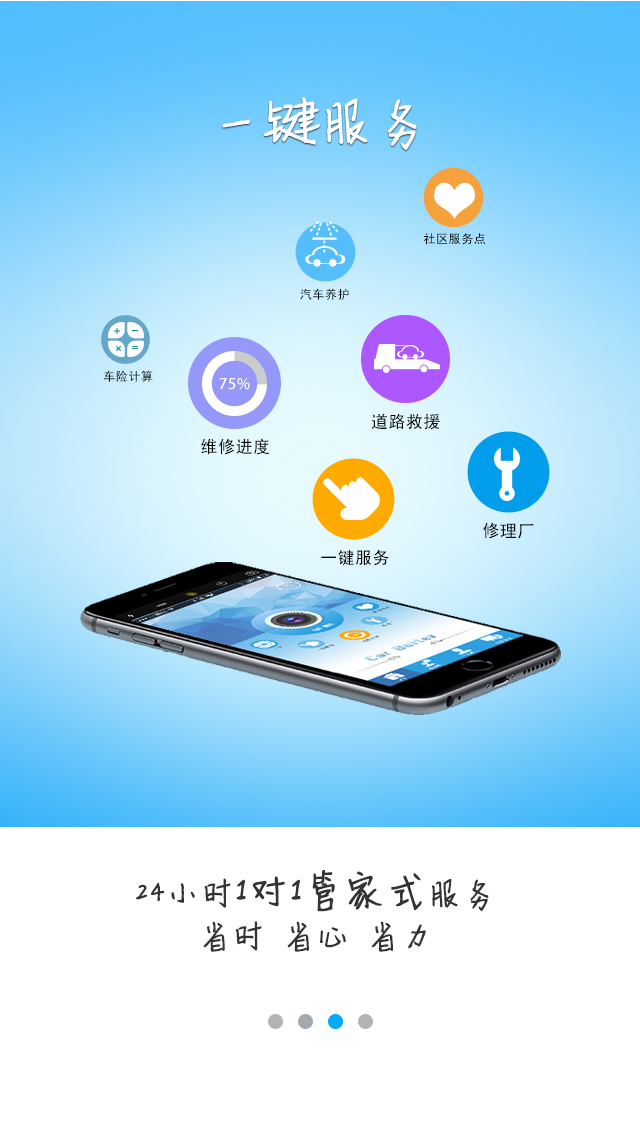 一键服务
社区服务点
汽车养护
车险计算
75%
维修进度
道路救援
修理厂
一键服务
Car Butler
24小时1对1管家式服务
省时 省心 省力